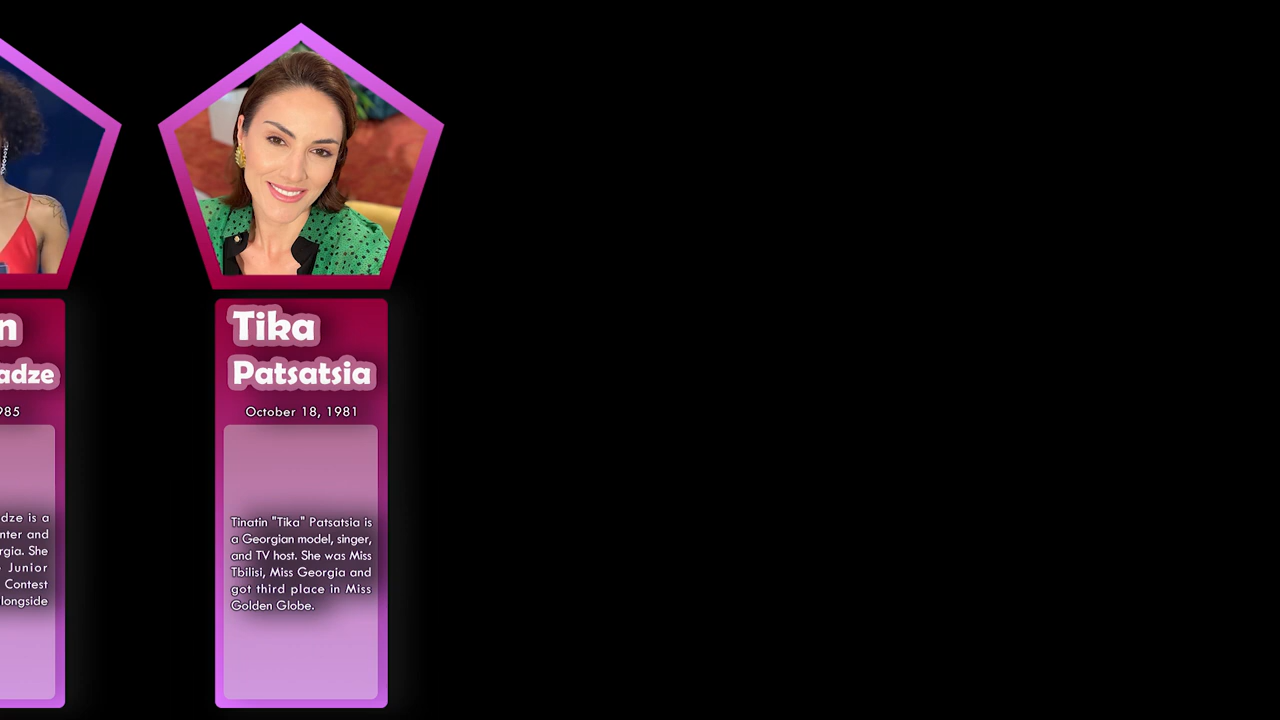 n
adze
985
dze is a
nter and
rgia. She
Junior
Contest
longside
Tika
Patsatsia
October 18, 1981
Tinatin "Tika" Patsatsia is
a Georgian model, singer,
and TV host. She was Miss
Tbilisi, Miss Georgia and
got third place in Miss
Golden Globe.